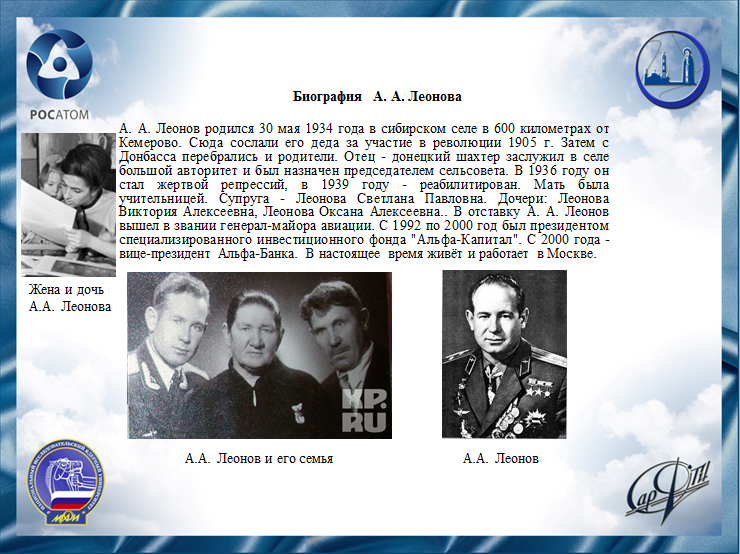 РОСАТОМ
Биография А. А. Леонова
А. А. Леонов родился 30 мая 1934 года в сибирском селе в 600 километрах от
Кемерово. Сюда сослали его деда за участие в революции 1905 г. Затем с
Донбасса перебрались и родители. Отец - донецкий шахтер заслужил в селе
большой авторитет и был назначен председателем сельсовета. В 1936 году он
стал жертвой репрессий, в 1939 году - реабилитирован. Мать была
учительницей. Супруга - Леонова Светлана Павловна. Дочери: Леонова
Виктория Алексеевна, Леонова Оксана Алексеевна.. В отставку А. А. Леонов
вышел в звании генерал-майора авиации. С 1992 по 2000 год был президентом
специализированного инвестиционного фонда "Альфа-Капитал". С 2000 года -
вице-президент Альфа-Банка. В настоящее время живёт и работает в Москве.
Жена и дочь
А.А. Леонова
KP.
RU
А.А. Леонов и его семья
А.А. Леонов
НАЦИОНАЛЬНЫЙ ИССЛЕДОВАТЕЛЬСКИЙ ЯДЕРНЫЙ УНИВЕРСИТЕТ
МИФИ
СарФТИ